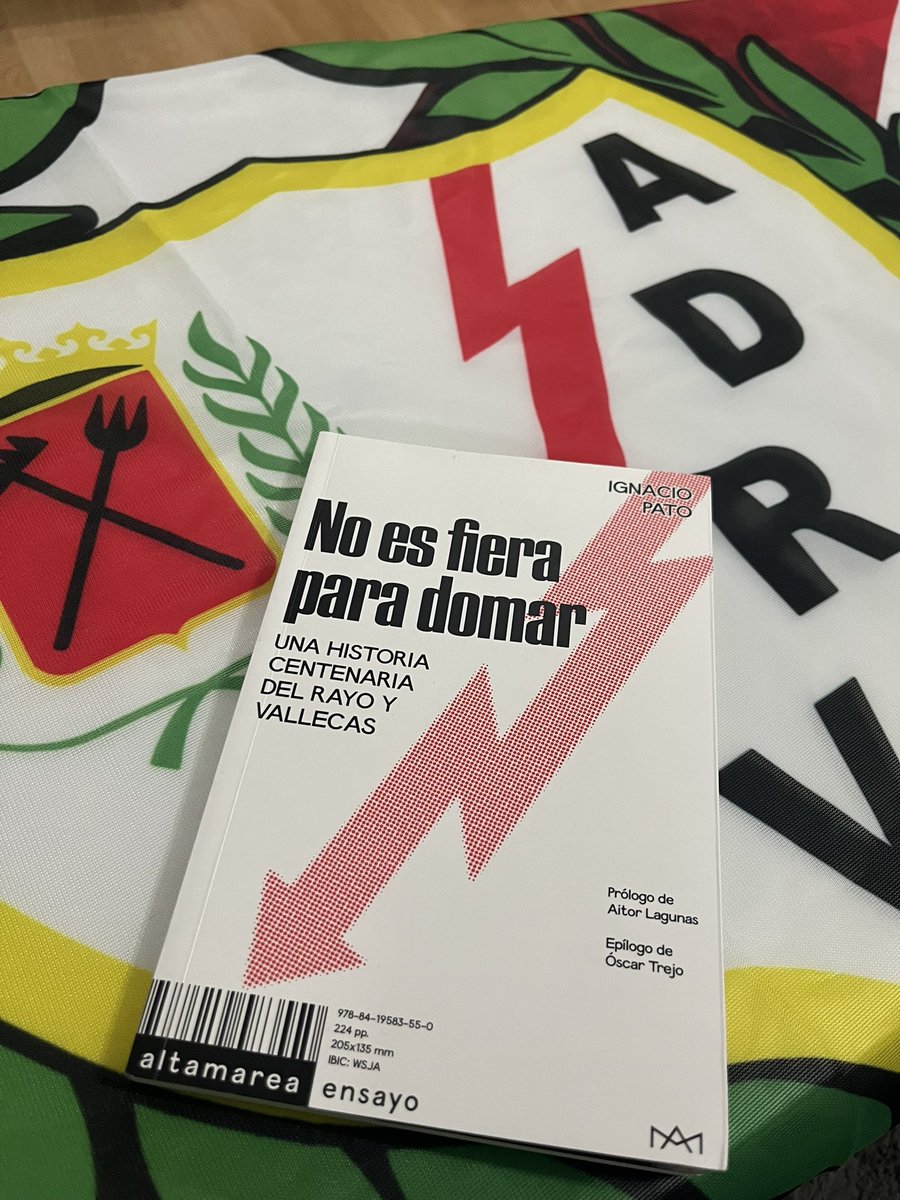 A
D
R
V
IGNACIO
PATO
No es fiera
para domar
UNA HISTORIA
CENTENARIA
DEL RAYO Y
VALLECAS
Prólogo de
Aitor Lagunas
Epílogo de
Óscar Trejo
978-84-19583-55-0
224 pp.
205x135 mm
IBIC: WSJA
altamarea
ensayo